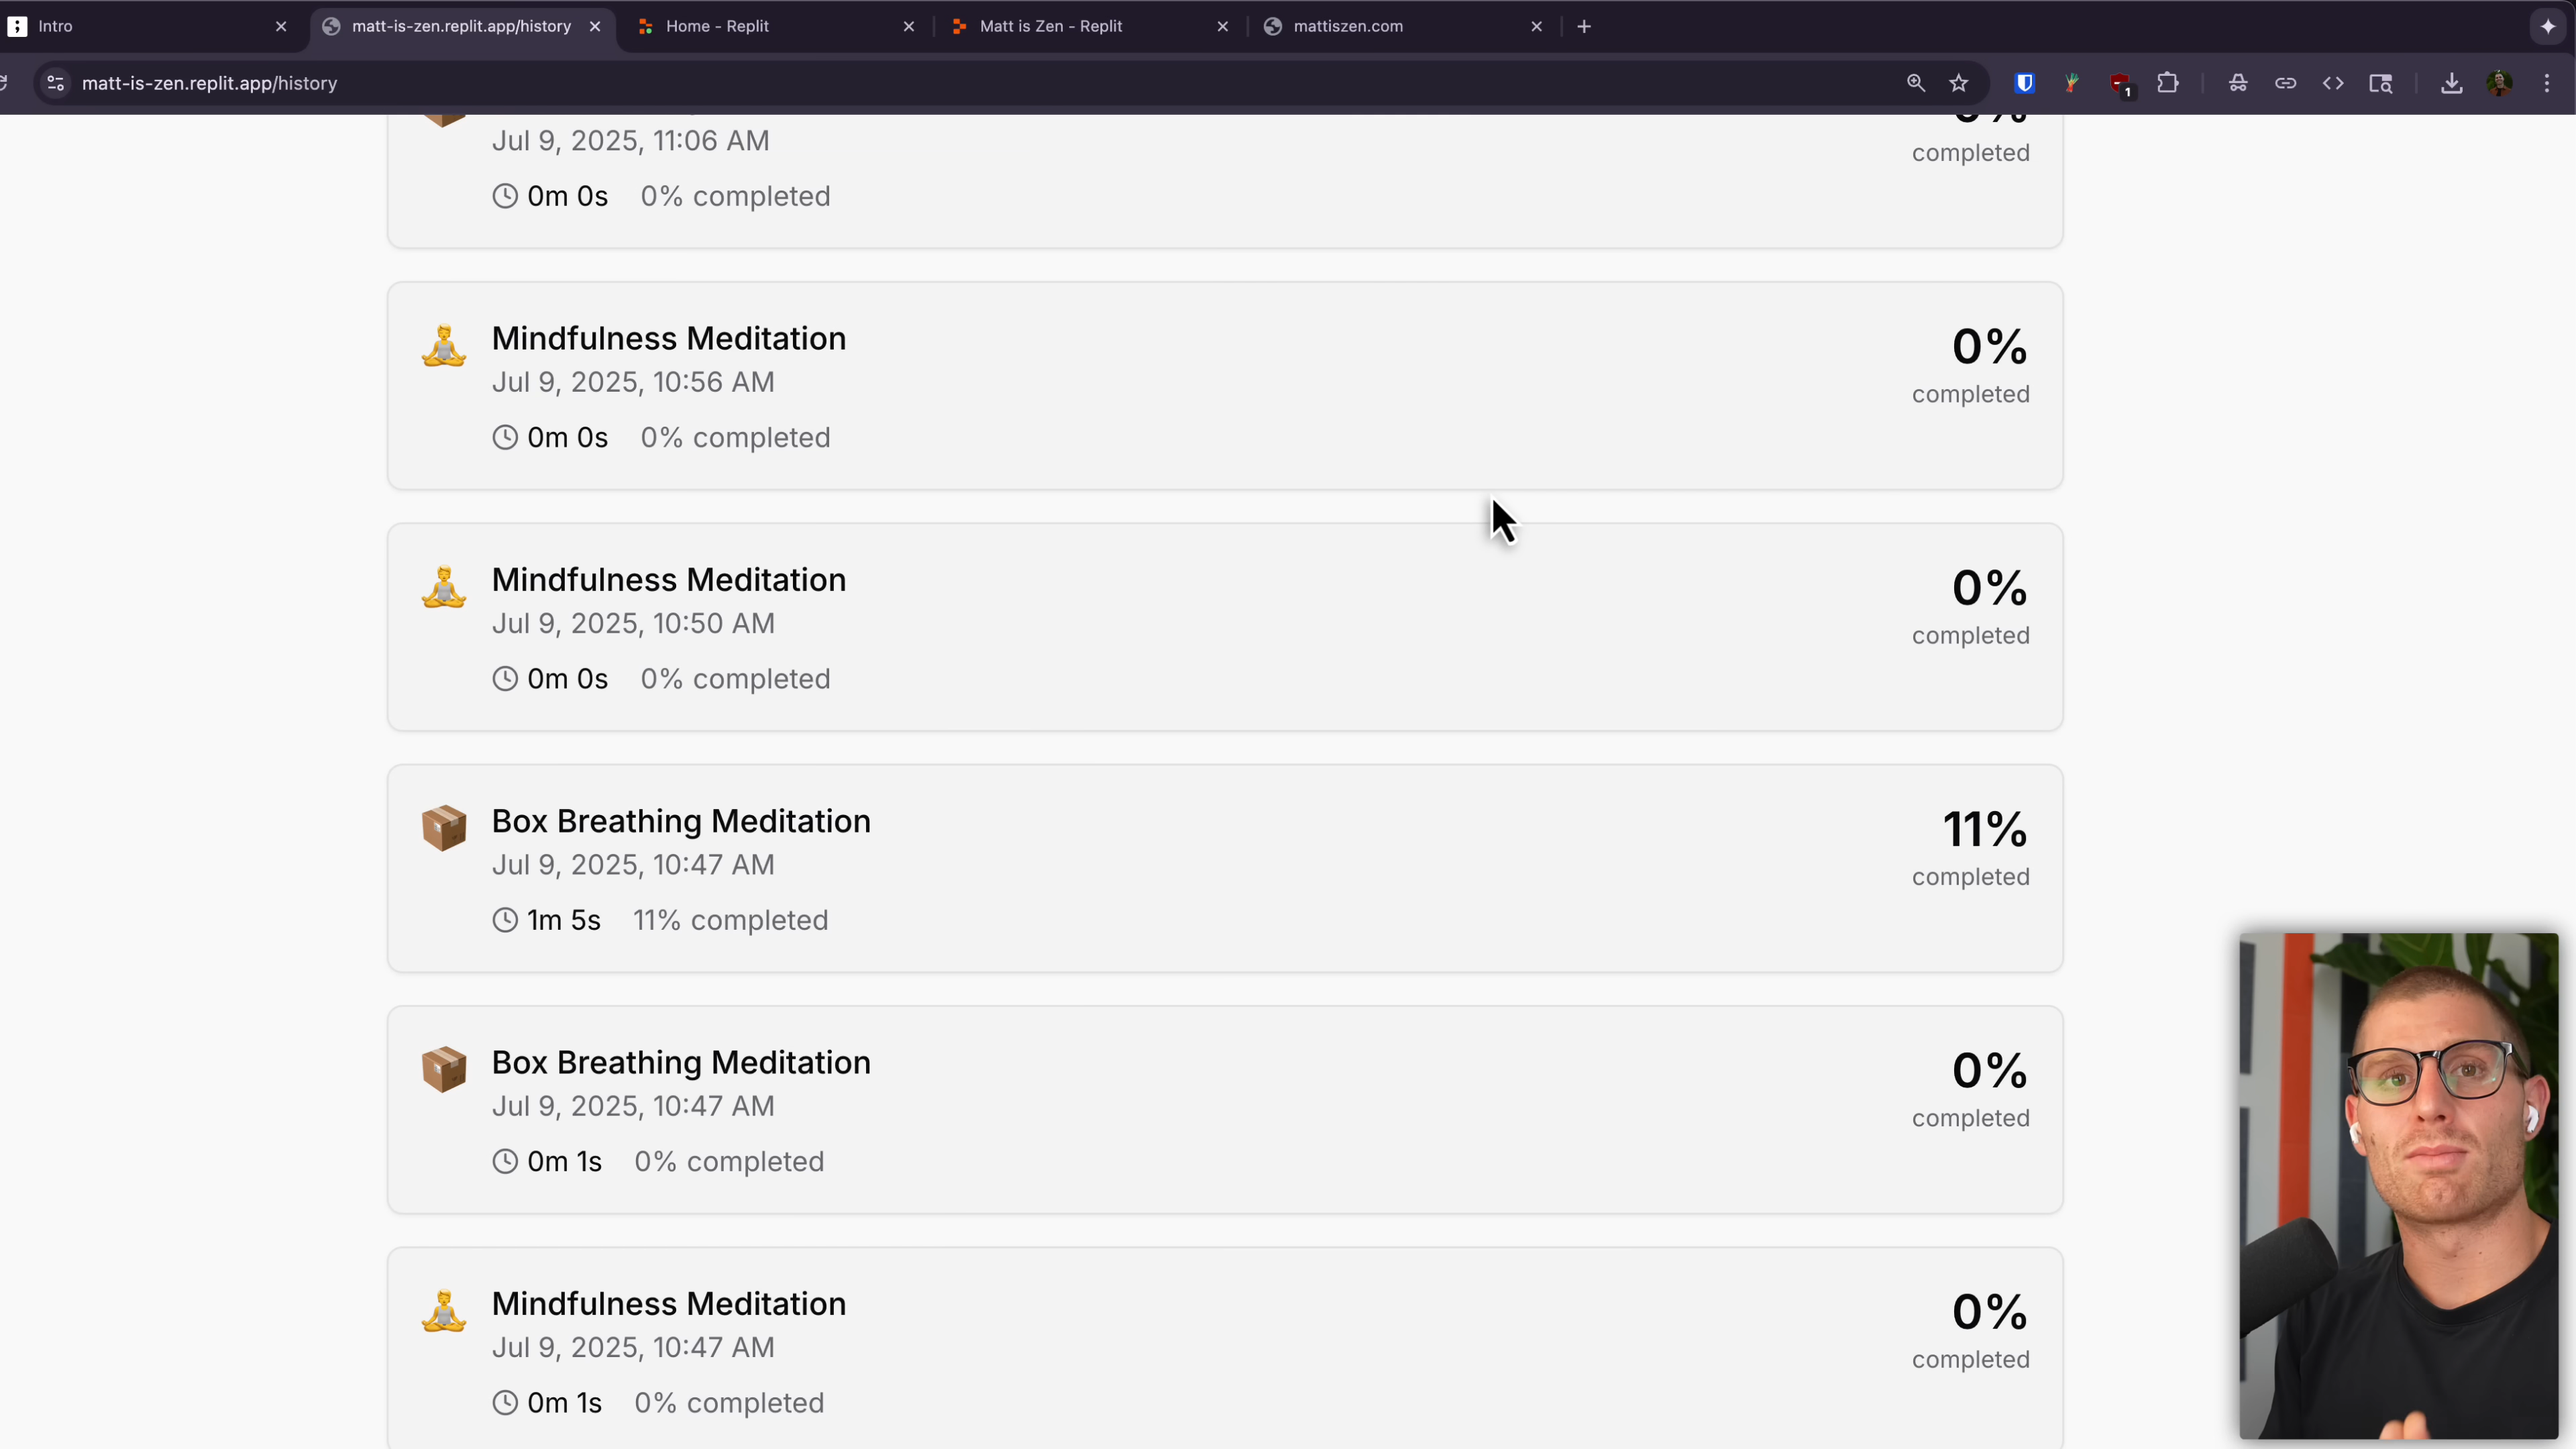 Intro
matt-is-zen.replit.app/history
Home - Replit
Matt is Zen - Replit
mattiszen.com
matt-is-zen.replit.app/history
1
Jul 9, 2025, 11:06 AM
completed
0m 0s 0% completed
Mindfulness Meditation
0%
Jul 9, 2025, 10:56 AM
completed
0m 0s 0% completed
Mindfulness Meditation
0%
Jul 9, 2025, 10:50 AM
completed
0m 0s 0% completed
Box Breathing Meditation
11%
Jul 9, 2025, 10:47 AM
completed
1m 5s 11% completed
Box Breathing Meditation
0%
Jul 9, 2025, 10:47 AM
completed
0m 1s 0% completed
Mindfulness Meditation
0%
Jul 9, 2025, 10:47 AM
completed
0m 1s 0% completed